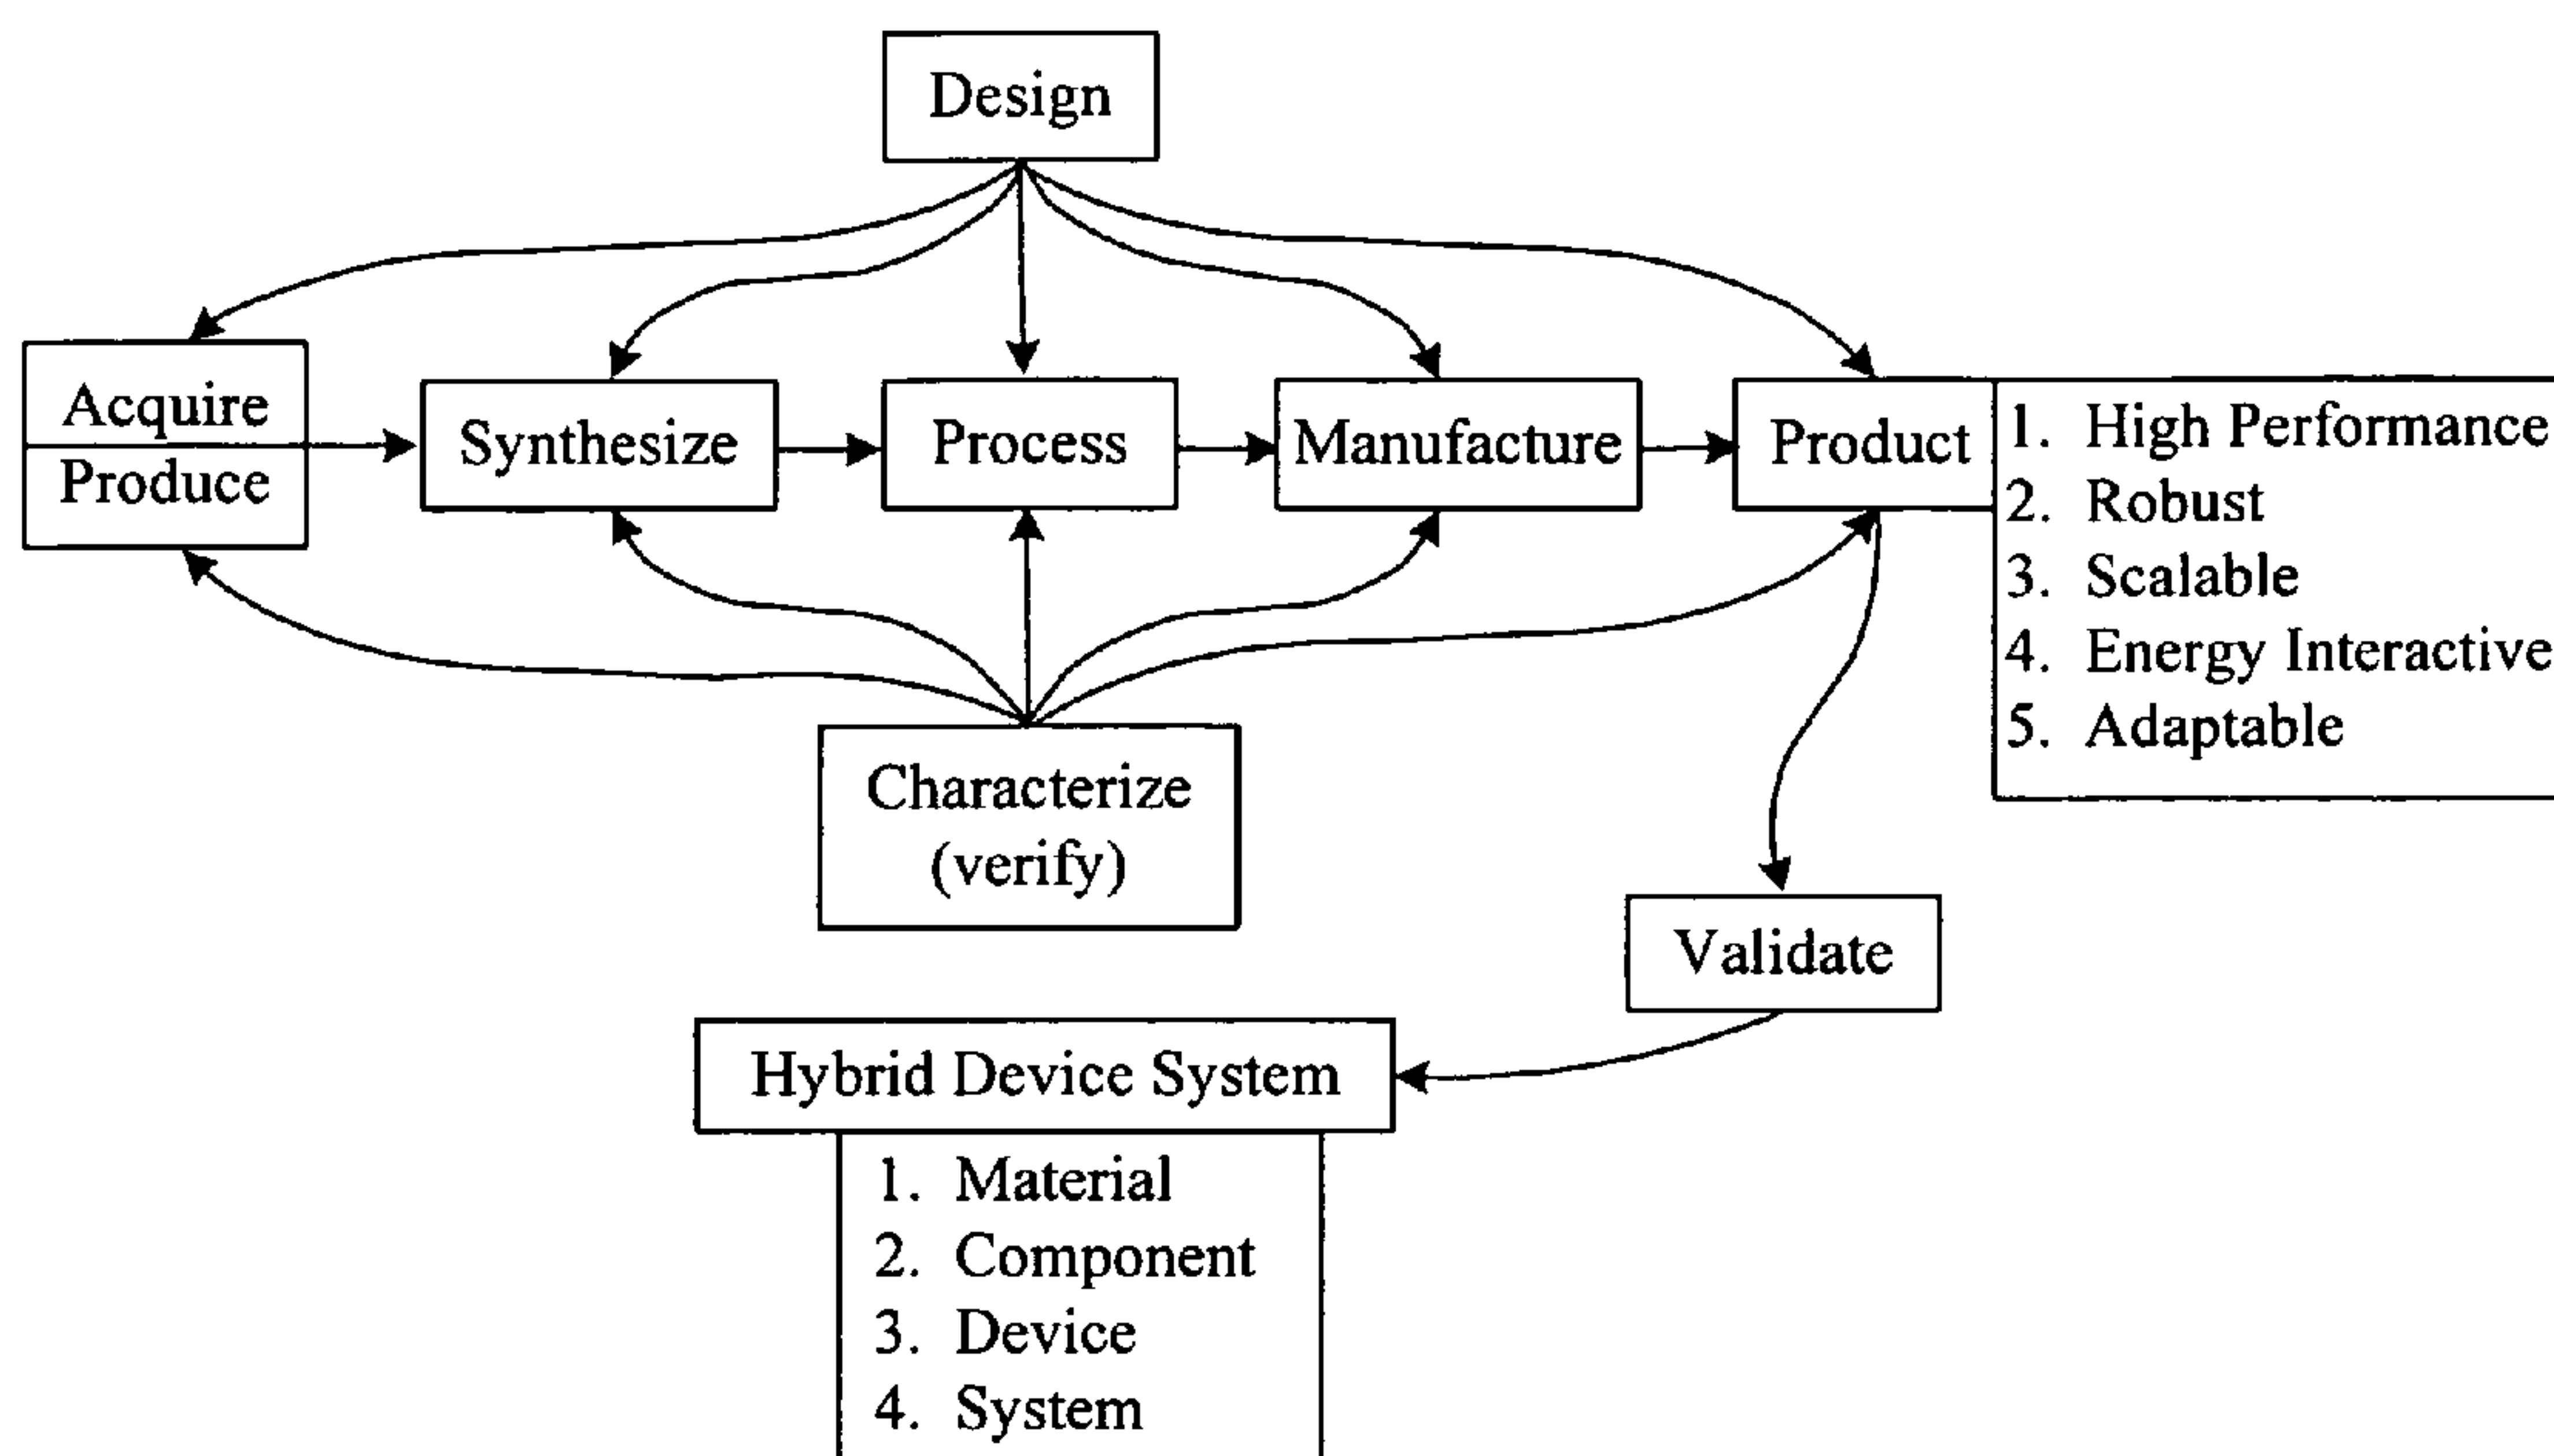 Design
Acquire
Produce
Synthesize
Process
Manufacture
Product
1. High Performance
2. Robust
3. Scalable
4. Energy Interactive
5. Adaptable
Characterize
(verify)
Validate
Hybrid Device System
1. Material
2. Component
3. Device
4. System